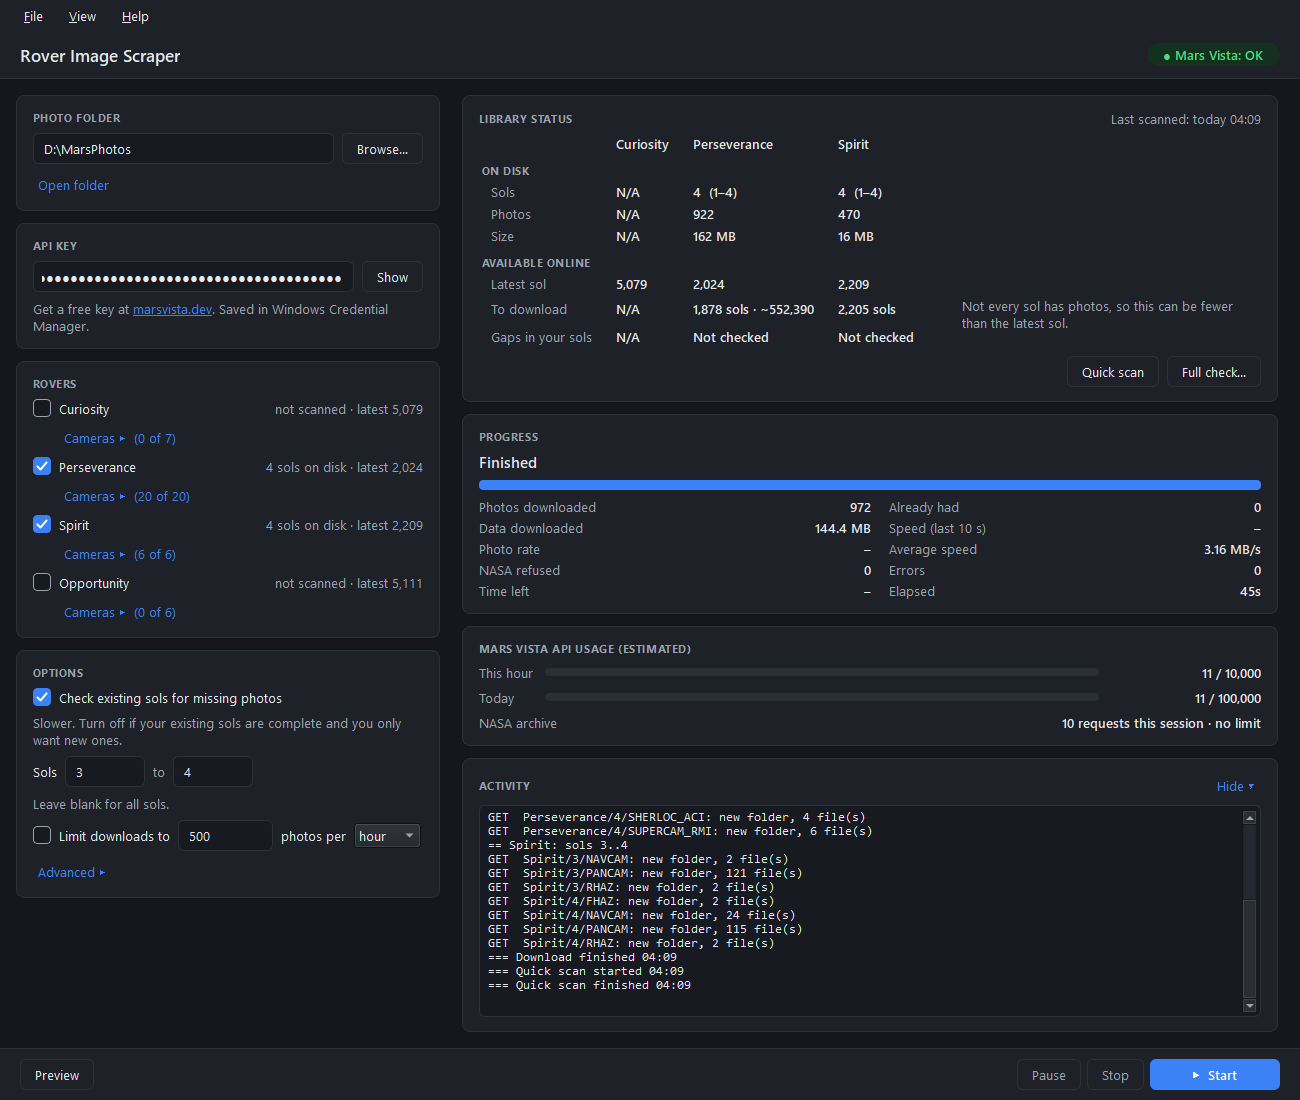 File View Help
Rover Image Scraper
● Mars Vista: OK
PHOTO FOLDER
D:\MarsPhotos
Browse...
Open folder
API KEY
Show
Get a free key at marsvista.dev. Saved in Windows Credential
Manager.
ROVERS
Curiosity not scanned · latest 5,079
Cameras ▸ (0 of 7)
Perseverance 4 sols on disk · latest 2,024
Cameras ▸ (20 of 20)
Spirit 4 sols on disk · latest 2,209
Cameras ▸ (6 of 6)
Opportunity not scanned · latest 5,111
Cameras ▸ (0 of 6)
OPTIONS
Check existing sols for missing photos
Slower. Turn off if your existing sols are complete and you only
want new ones.
Sols 3 to 4
Leave blank for all sols.
Limit downloads to 500 photos per hour
Advanced ▸
LIBRARY STATUS Last scanned: today 04:09
Curiosity Perseverance Spirit
ON DISK
Sols N/A 4 (1–4) 4 (1–4)
Photos N/A 922 470
Size N/A 162 MB 16 MB
AVAILABLE ONLINE
Latest sol 5,079 2,024 2,209
To download N/A 1,878 sols · ~552,390 2,205 sols
Not every sol has photos, so this can be fewer
than the latest sol.
Gaps in your sols N/A Not checked Not checked
Quick scan Full check...
PROGRESS
Finished
Photos downloaded 972 Already had 0
Data downloaded 144.4 MB Speed (last 10 s) –
Photo rate – Average speed 3.16 MB/s
NASA refused 0 Errors 0
Time left – Elapsed 45s
MARS VISTA API USAGE (ESTIMATED)
This hour 11 / 10,000
Today 11 / 100,000
NASA archive 10 requests this session · no limit
ACTIVITY Hide ▾
GET Perseverance/4/SHERLOC_ACI: new folder, 4 file(s)
GET Perseverance/4/SUPERCAM_RMI: new folder, 6 file(s)
== Spirit: sols 3..4
GET Spirit/3/NAVCAM: new folder, 2 file(s)
GET Spirit/3/PANCAM: new folder, 121 file(s)
GET Spirit/3/RHAZ: new folder, 2 file(s)
GET Spirit/4/FHAZ: new folder, 2 file(s)
GET Spirit/4/NAVCAM: new folder, 24 file(s)
GET Spirit/4/PANCAM: new folder, 115 file(s)
GET Spirit/4/RHAZ: new folder, 2 file(s)
=== Download finished 04:09
=== Quick scan started 04:09
=== Quick scan finished 04:09
Preview Pause Stop ▸ Start